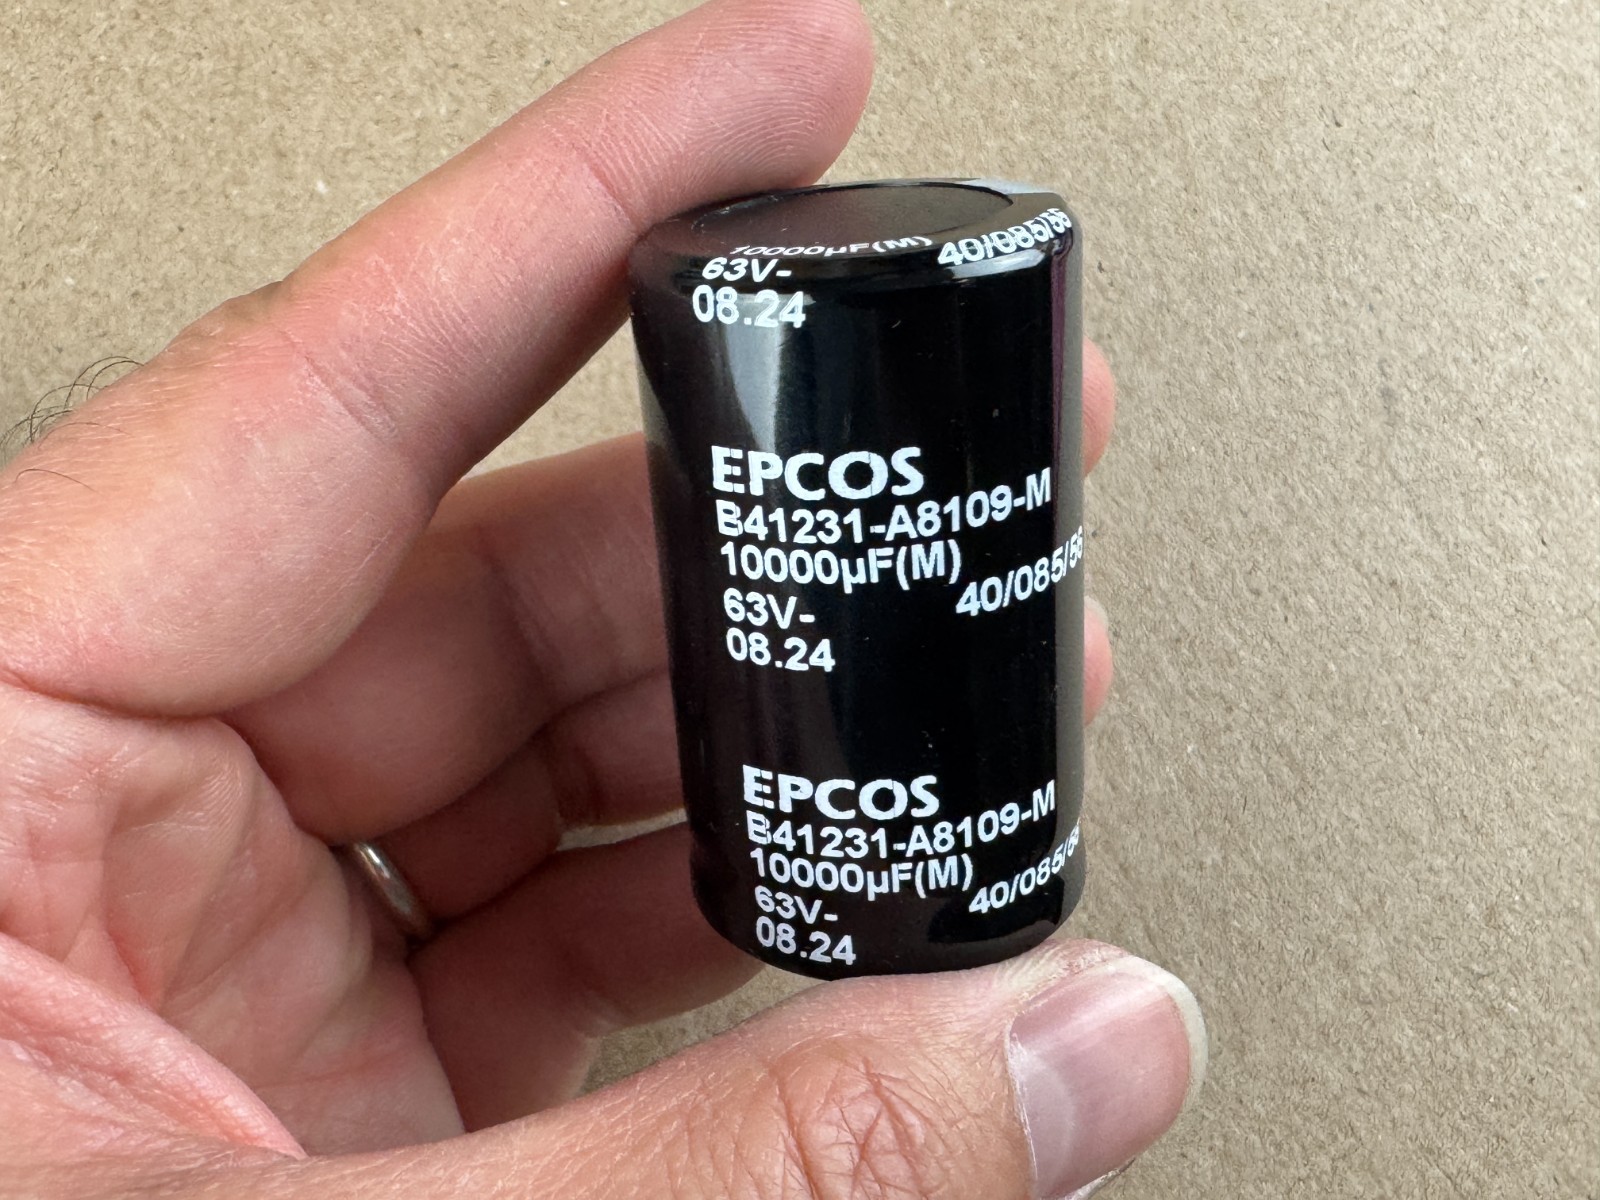 10000µF(M)
40/085/56
63V-
08.24
EPCOS
B41231-A8109-M
10000µF(M)
40/085/56
63V-
08.24
EPCOS
B41231-A8109-M
10000µF(M)
40/085/56
63V-
08.24